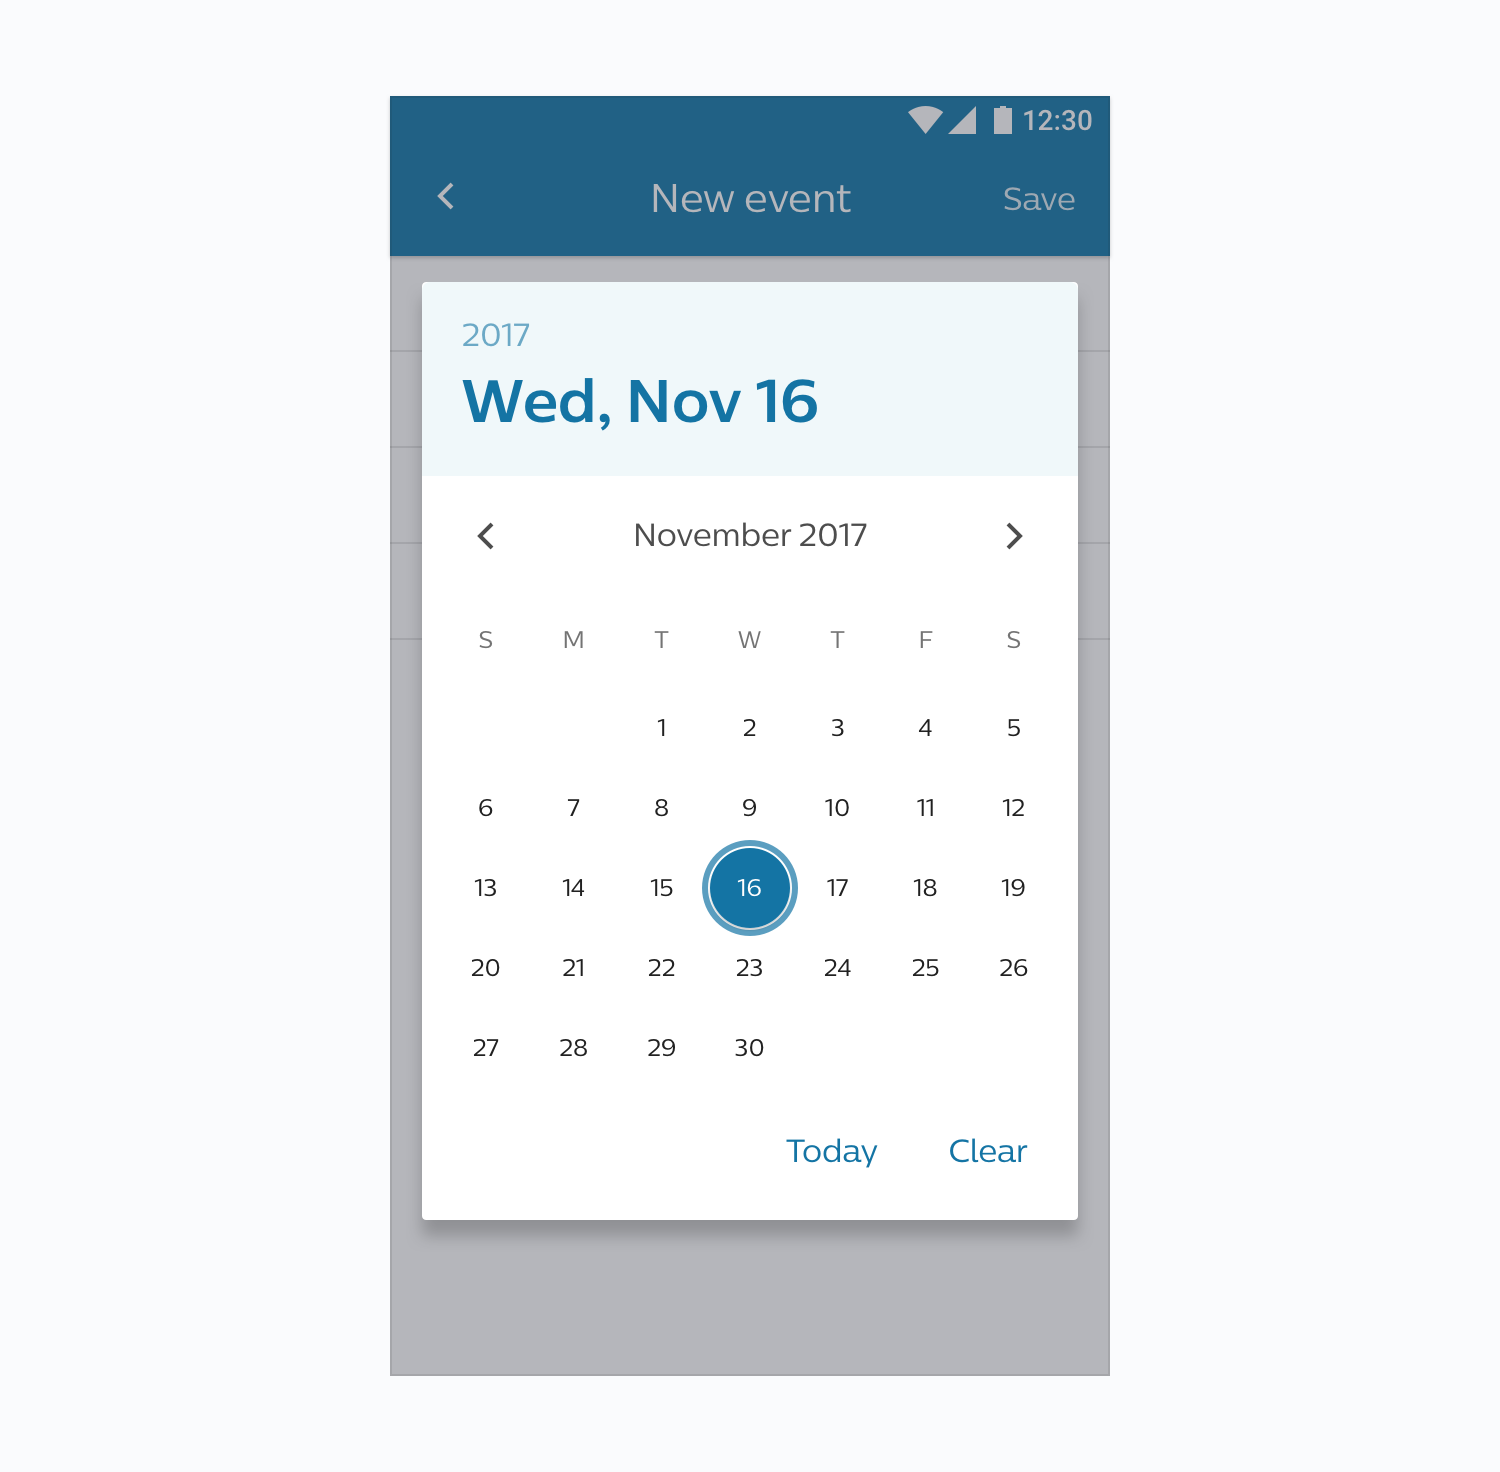 12:30
New event Save
2017
Wed, Nov 16
November 2017
S M T W T F S
1 2 3 4 5
6 7 8 9 10 11 12
13 14 15 16 17 18 19
20 21 22 23 24 25 26
27 28 29 30
Today Clear